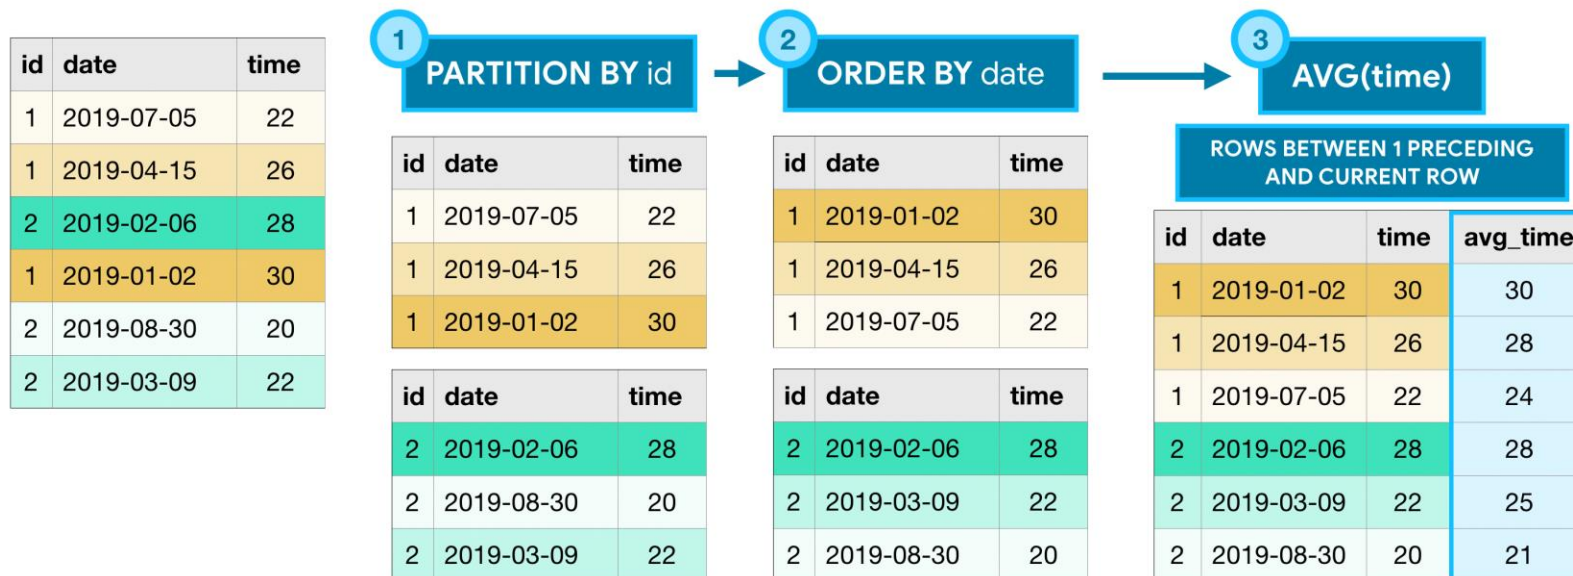 id date time
1 2019-07-05 22
1 2019-04-15 26
2 2019-02-06 28
1 2019-01-02 30
2 2019-08-30 20
2 2019-03-09 22
1
PARTITION BY id
id date time
1 2019-07-05 22
1 2019-04-15 26
1 2019-01-02 30
id date time
2 2019-02-06 28
2 2019-08-30 20
2 2019-03-09 22
2
ORDER BY date
id date time
1 2019-01-02 30
1 2019-04-15 26
1 2019-07-05 22
id date time
2 2019-02-06 28
2 2019-03-09 22
2 2019-08-30 20
3
AVG(time)
ROWS BETWEEN 1 PRECEDING
AND CURRENT ROW
id date time avg_time
1 2019-01-02 30 30
1 2019-04-15 26 28
1 2019-07-05 22 24
2 2019-02-06 28 28
2 2019-03-09 22 25
2 2019-08-30 20 21